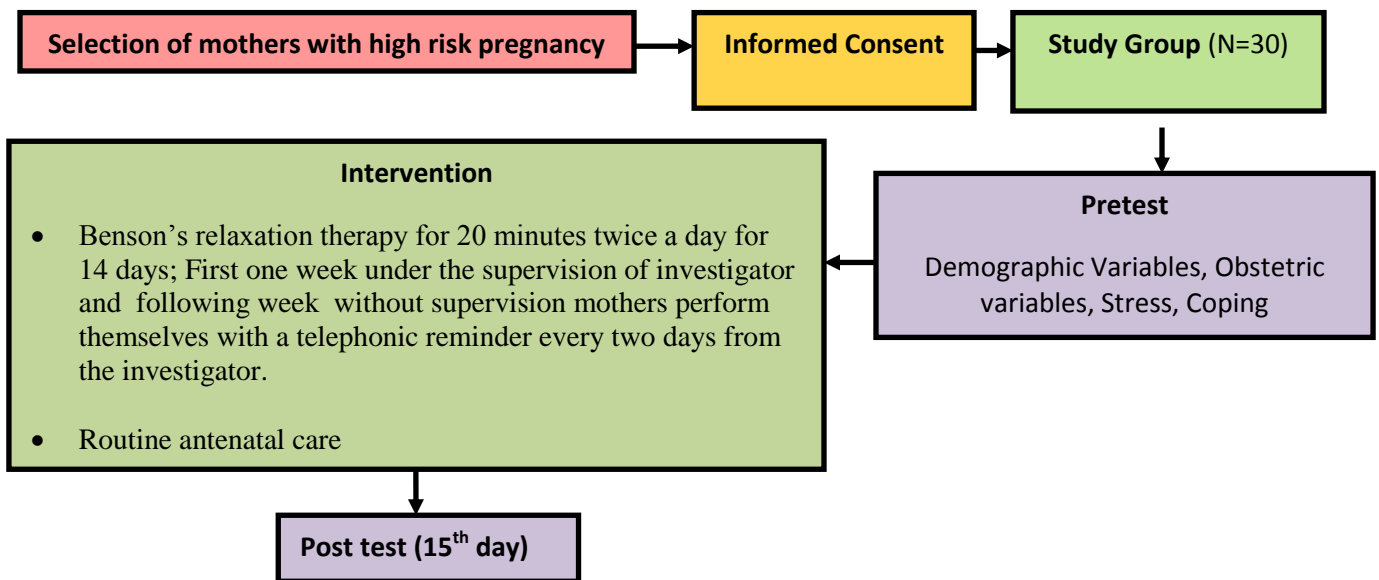 Selection of mothers with high risk pregnancy
Informed Consent
Study Group (N=30)
Pretest
Demographic Variables, Obstetric
variables, Stress, Coping
Intervention
• Benson’s relaxation therapy for 20 minutes twice a day for
14 days; First one week under the supervision of investigator
and following week without supervision mothers perform
themselves with a telephonic reminder every two days from
the investigator.
• Routine antenatal care
Post test (15th day)